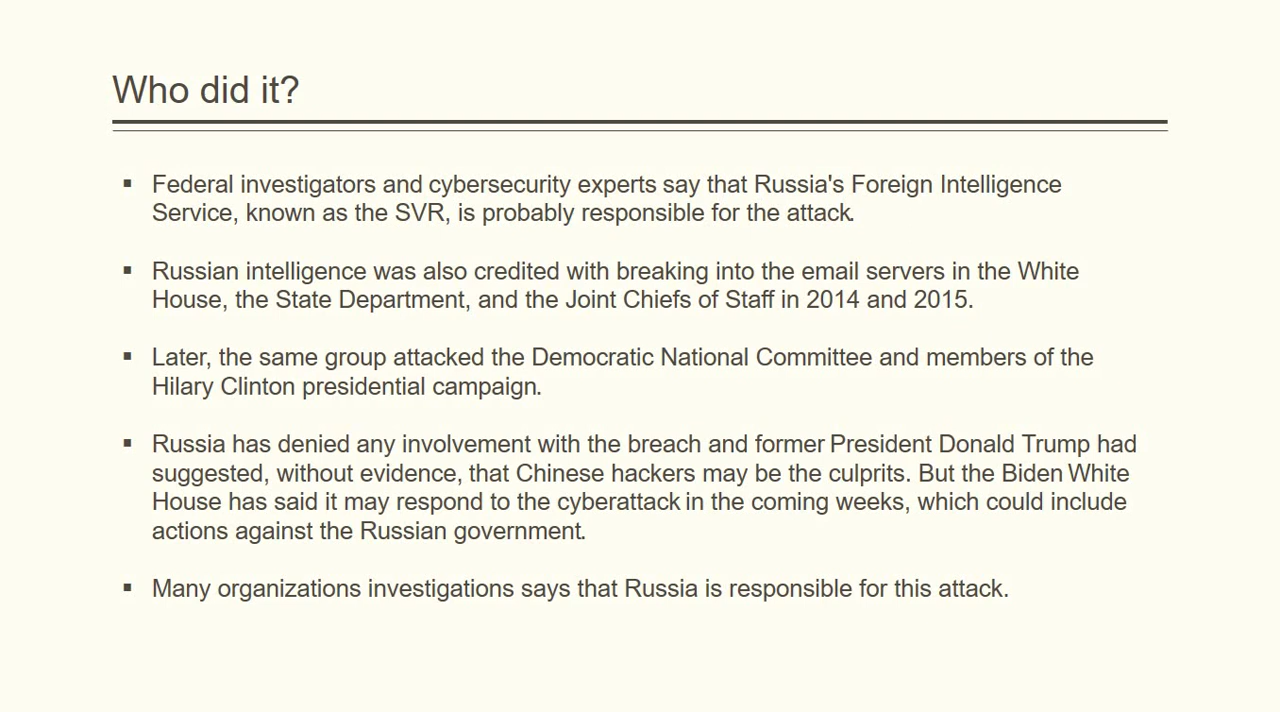 Who did it?
▪ Federal investigators and cybersecurity experts say that Russia's Foreign Intelligence
Service, known as the SVR, is probably responsible for the attack.
▪ Russian intelligence was also credited with breaking into the email servers in the White
House, the State Department, and the Joint Chiefs of Staff in 2014 and 2015.
▪ Later, the same group attacked the Democratic National Committee and members of the
Hilary Clinton presidential campaign.
▪ Russia has denied any involvement with the breach and former President Donald Trump had
suggested, without evidence, that Chinese hackers may be the culprits. But the Biden White
House has said it may respond to the cyberattack in the coming weeks, which could include
actions against the Russian government.
▪ Many organizations investigations says that Russia is responsible for this attack.